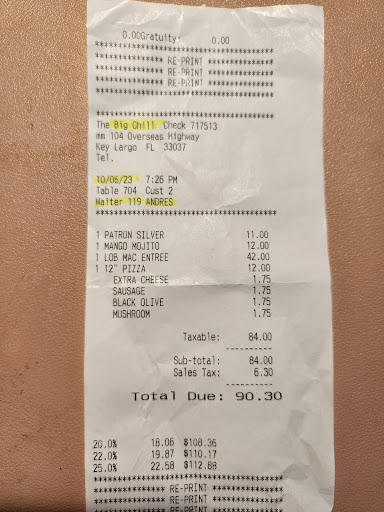 0.00Gratuity: 0.00
******************************
************* RE-PRINT *************
************* RE-PRINT *************
************* RE-PRINT *************
******************************
******************************
The Big Chill Check 717513
mm 104 Overseas Highway
Key Largo FL 33037
Tel.
10/06/23 7:26 PM
Table 704 Cust 2
Waiter 119 ANDRES
******************************
1 PATRON SILVER 11.00
1 MANGO MOJITO 12.00
1 LOB MAC ENTREE 42.00
1 12" PIZZA 12.00
EXTRA CHEESE 1.75
SAUSAGE 1.75
BLACK OLIVE 1.75
MUSHROOM 1.75
Taxable: 84.00
----------
Sub-total: 84.00
Sales Tax: 6.30
----------
Total Due: 90.30
20.0% 18.06 $108.36
22.0% 19.87 $110.17
25.0% 22.58 $112.88
******************************
************* RE-PRINT *************
************* RE-PRINT *************
************* RE-PRINT *************